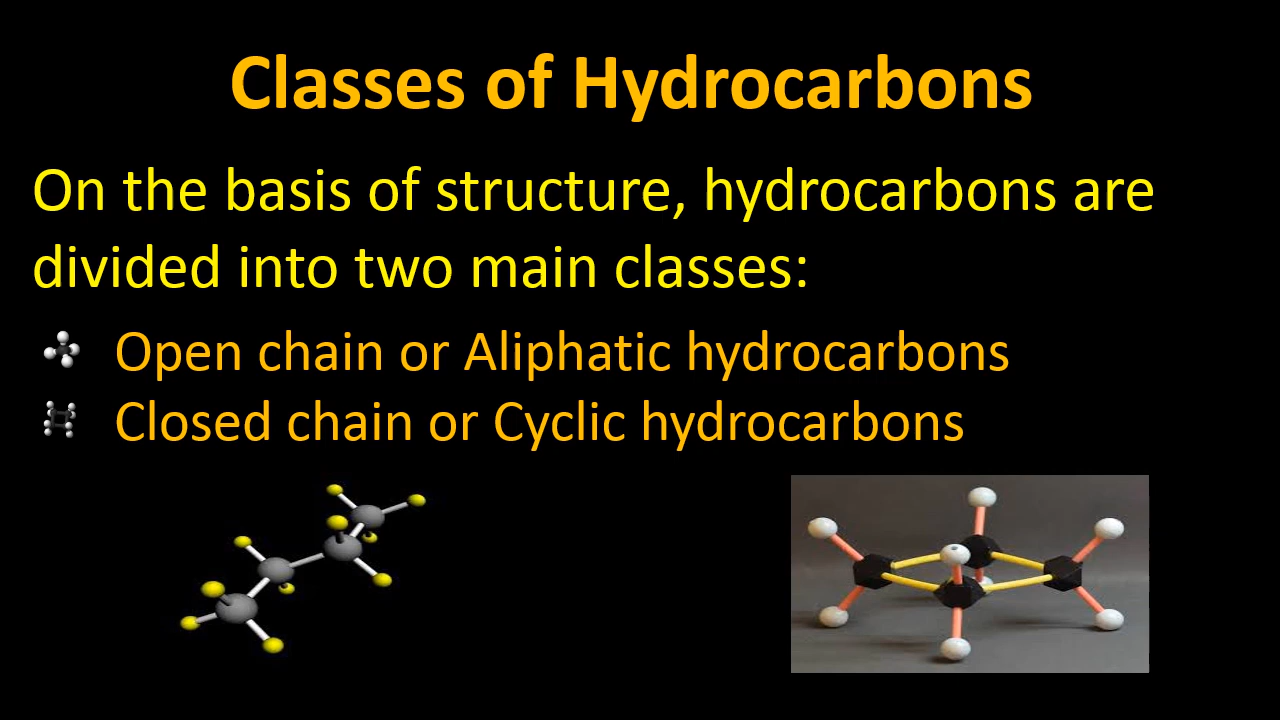 Classes of Hydrocarbons
On the basis of structure, hydrocarbons are
divided into two main classes:
Open chain or Aliphatic hydrocarbons
Closed chain or Cyclic hydrocarbons